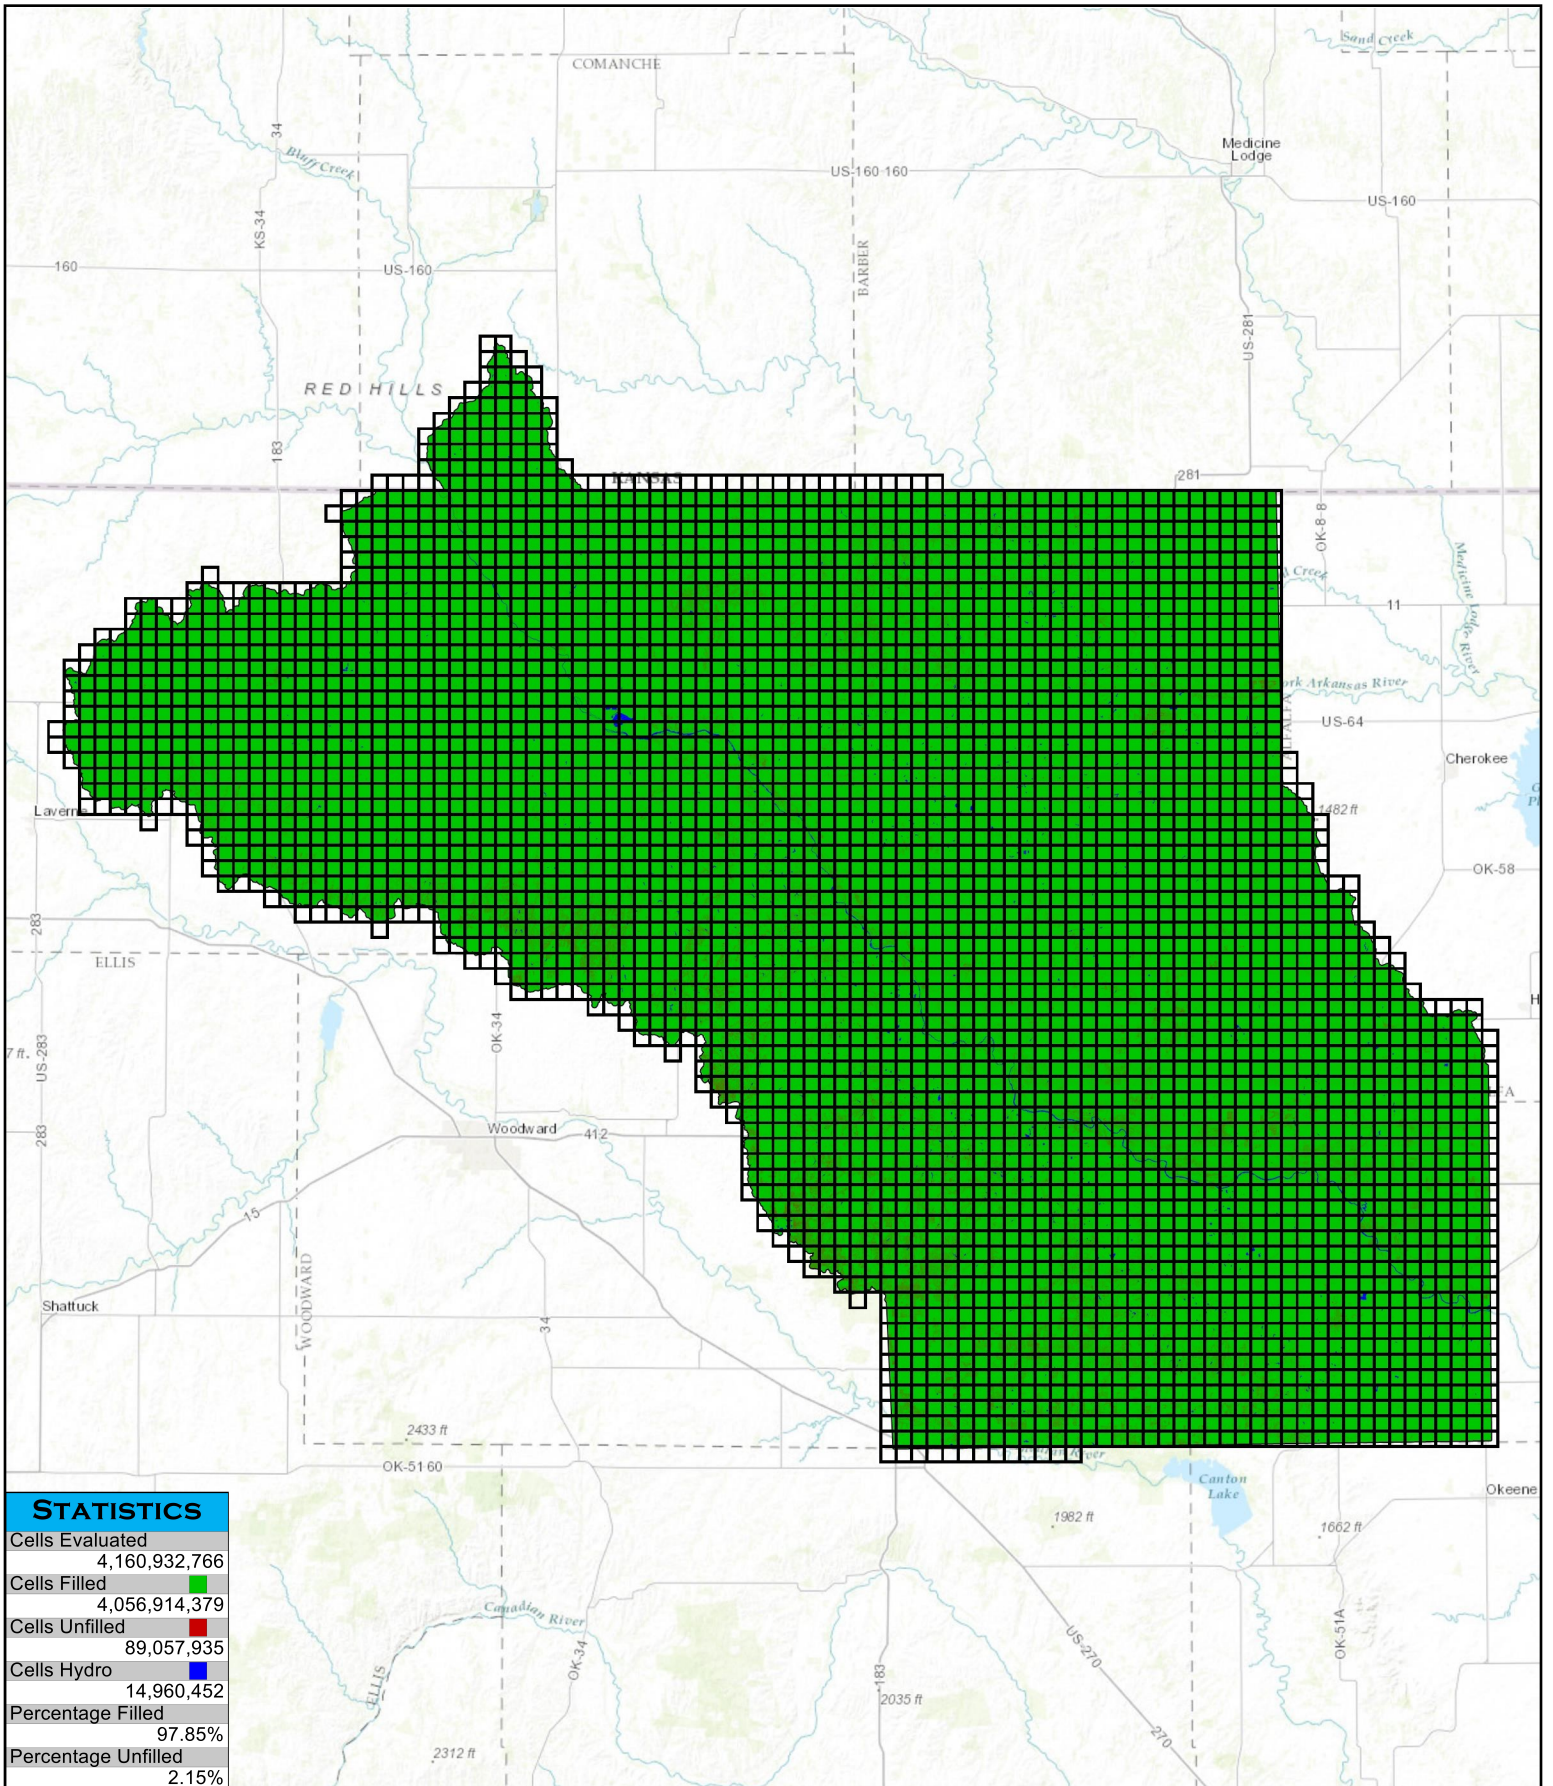 Sand Creek
COMANCHE
34
Bluff Creek
Medicine
Lodge
US-160 160
US-160
KS-34
BARBER
160
US-160
US-281
RED HILLS
183
KANSAS
281
OK-8-8
Creek
Medicine Lodge River
11
Arkansas River
US-64
Cherokee
Laverne
1482 ft
OK-58
283
ELLIS
OK-34
H
7 ft.
US-283
FA
283
Woodward
412
15
WOODWARD
Shattuck
34
2433 ft
River
OK-51 60
Canton
Lake
Okeene
STATISTICS
Cells Evaluated
4,160,932,766
Cells Filled
4,056,914,379
Cells Unfilled
89,057,935
Cells Hydro
14,960,452
Percentage Filled
97.85%
Percentage Unfilled
2.15%
1982 ft
1662 ft
Canadian River
OK-34
ELLIS
US-270
OK-51A
183
2035 ft
270
2312 ft